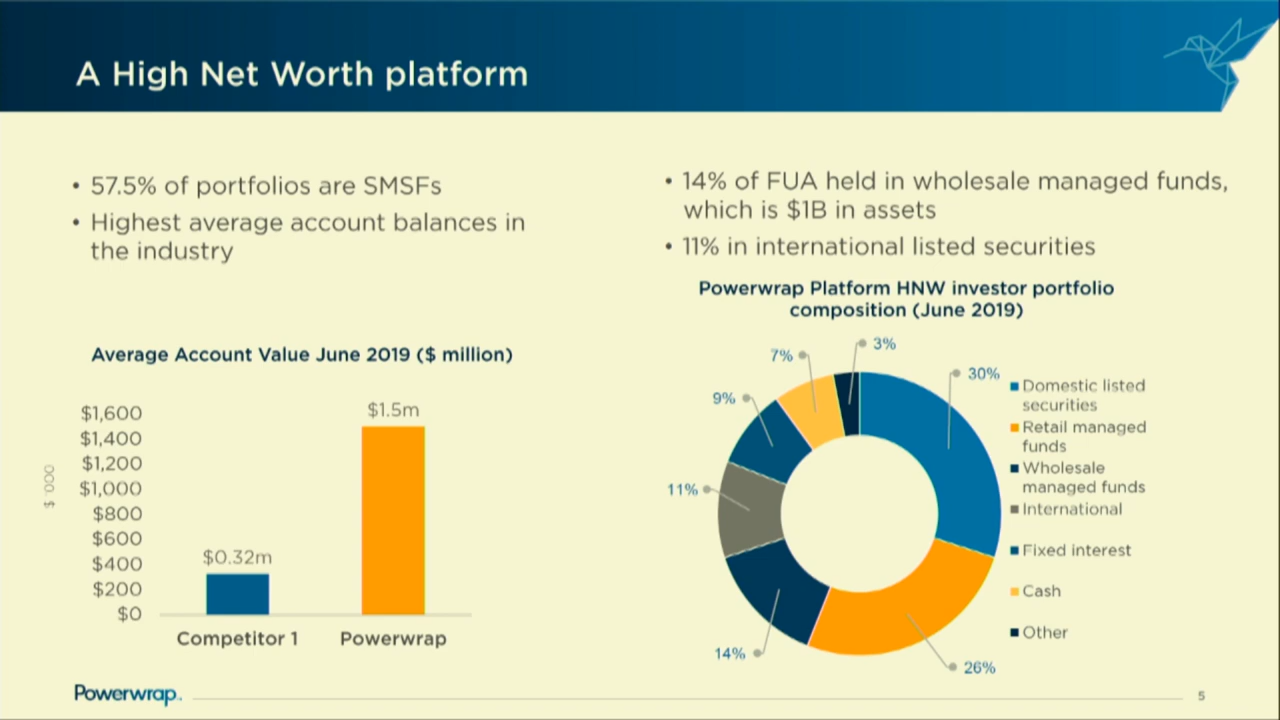 A High Net Worth platform
• 57.5% of portfolios are SMSFs
• Highest average account balances in
the industry
Average Account Value June 2019 ($ million)
$ '000
$1,600
$1,400
$1,200
$1,000
$800
$600
$400
$200
$0
$0.32m
$1.5m
Competitor 1
Powerwrap
• 14% of FUA held in wholesale managed funds,
which is $1B in assets
• 11% in international listed securities
Powerwrap Platform HNW investor portfolio
composition (June 2019)
3%
7%
9%
11%
14%
26%
30%
Domestic listed
securities
Retail managed
funds
Wholesale
managed funds
International
Fixed interest
Cash
Other
Powerwrap
5